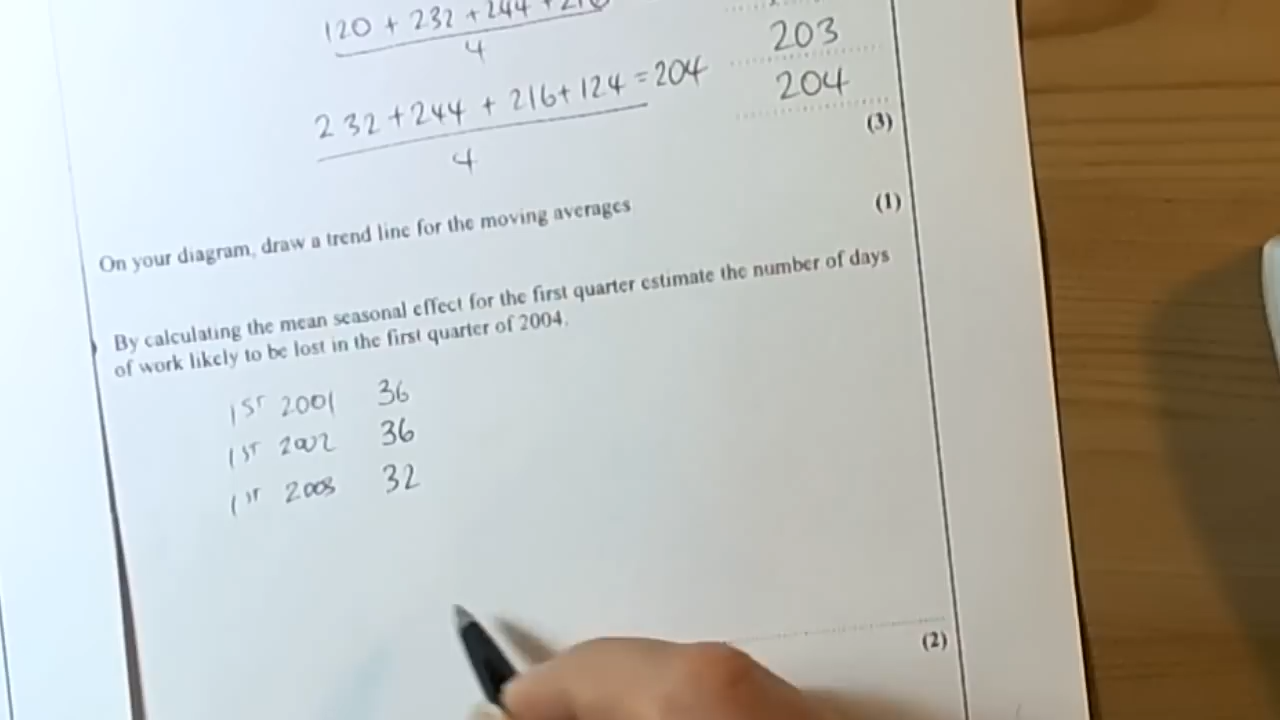 120 + 232 + 244 + 216
4
203
232 + 244 + 216 + 124 = 204
4
204
(3)
On your diagram, draw a trend line for the moving averages
(1)
By calculating the mean seasonal effect for the first quarter estimate the number of days
of work likely to be lost in the first quarter of 2004.
1ST 2001 36
1ST 2002 36
1ST 2003 32
(2)